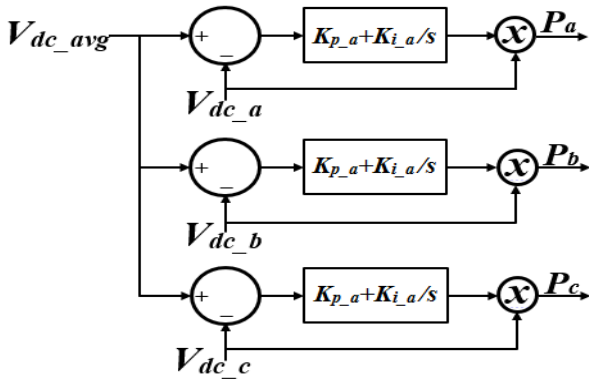 V_dc_avg + − K_p_a+K_i_a/s x P_a
V_dc_a
+ − K_p_a+K_i_a/s x P_b
V_dc_b
+ − K_p_a+K_i_a/s x P_c
V_dc_c